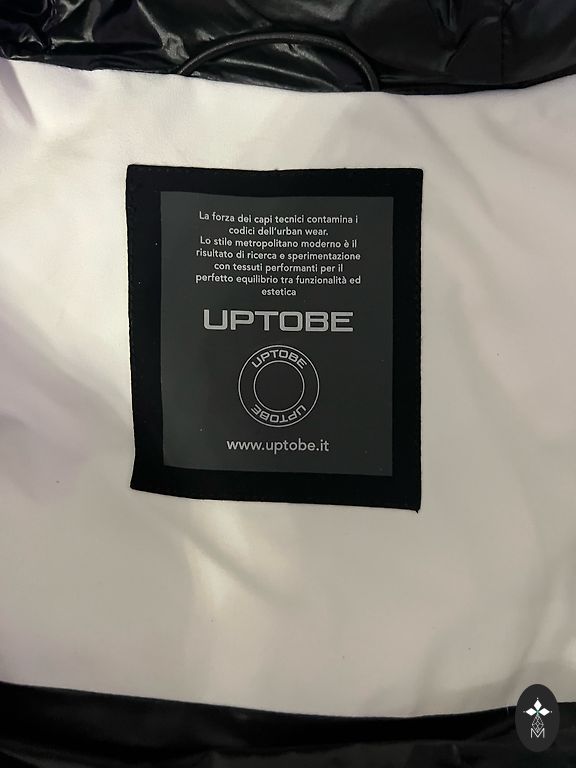 La forza dei capi tecnici contamina i
codici dell'urban wear.
Lo stile metropolitano moderno è il
risultato di ricerca e sperimentazione
con tessuti performanti per il
perfetto equilibrio tra funzionalità ed
estetica
UPTOBE
UPTOBE
UPTOBE
www.uptobe.it
M